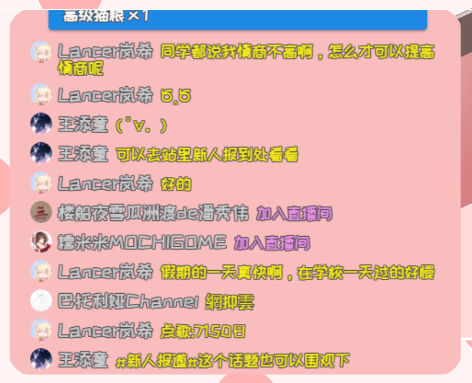 高级猫粮×1
Lancer岚希 同学都说我情商不高啊，怎么才可以提高
情商呢
Lancer岚希 Ծ‸Ծ
王添童 (ﾟ∀。)
王添童 可以去站里新人报到处看看
Lancer岚希 好的
楼船夜雪瓜洲渡de潘秀伟 加入直播间
糯米米MOCHIGOME 加入直播间
Lancer岚希 假期的一天真快啊，在学校一天过的好慢
巴托利娅Channel 網抑雲
Lancer岚希 点歌:7150日
王添童 #新人报道#这个话题也可以围观下